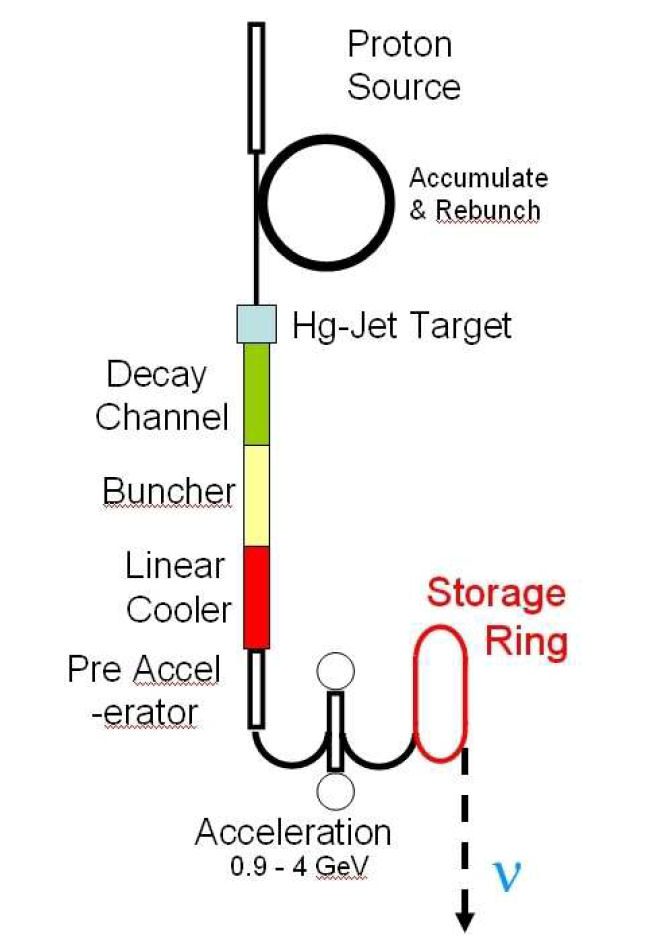 Proton
Source
Accumulate
& Rebunch
Hg-Jet Target
Decay
Channel
Buncher
Linear
Cooler
Storage
Ring
Pre Accel
-erator
Acceleration
0.9 - 4 GeV
ν